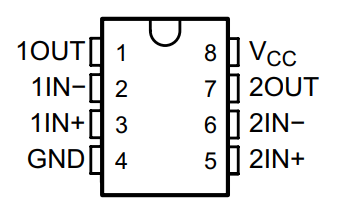 1OUT 1 8 VCC
1IN− 2 7 2OUT
1IN+ 3 6 2IN−
GND 4 5 2IN+